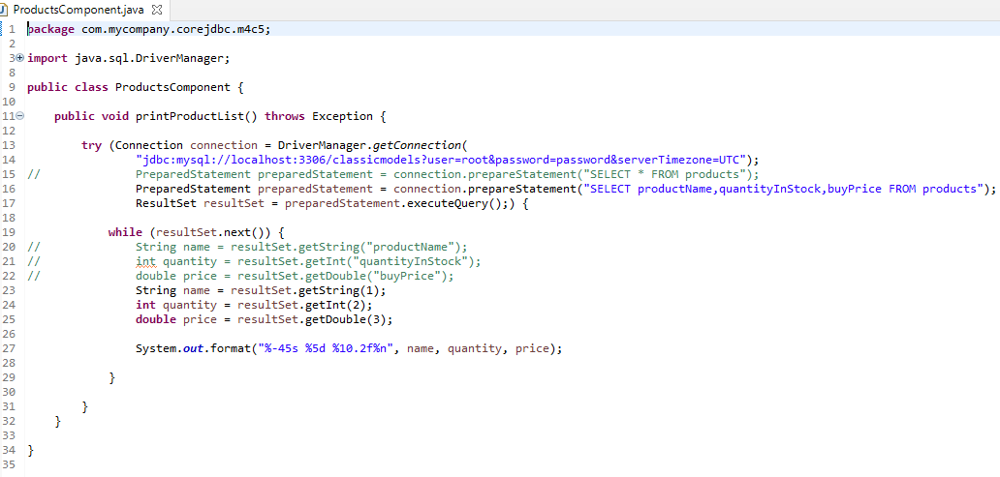 ProductsComponent.java
1 package com.mycompany.corejdbc.m4c5;
2
3 import java.sql.DriverManager;
8
9 public class ProductsComponent {
10
11     public void printProductList() throws Exception {
12
13         try (Connection connection = DriverManager.getConnection(
14                 "jdbc:mysql://localhost:3306/classicmodels?user=root&password=password&serverTimezone=UTC");
15 //              PreparedStatement preparedStatement = connection.prepareStatement("SELECT * FROM products");
16                 PreparedStatement preparedStatement = connection.prepareStatement("SELECT productName,quantityInStock,buyPrice FROM products");
17                 ResultSet resultSet = preparedStatement.executeQuery();) {
18
19             while (resultSet.next()) {
20 //              String name = resultSet.getString("productName");
21 //              int quantity = resultSet.getInt("quantityInStock");
22 //              double price = resultSet.getDouble("buyPrice");
23                 String name = resultSet.getString(1);
24                 int quantity = resultSet.getInt(2);
25                 double price = resultSet.getDouble(3);
26
27                 System.out.format("%-45s %5d %10.2f%n", name, quantity, price);
28
29             }
30
31         }
32     }
33
34 }
35